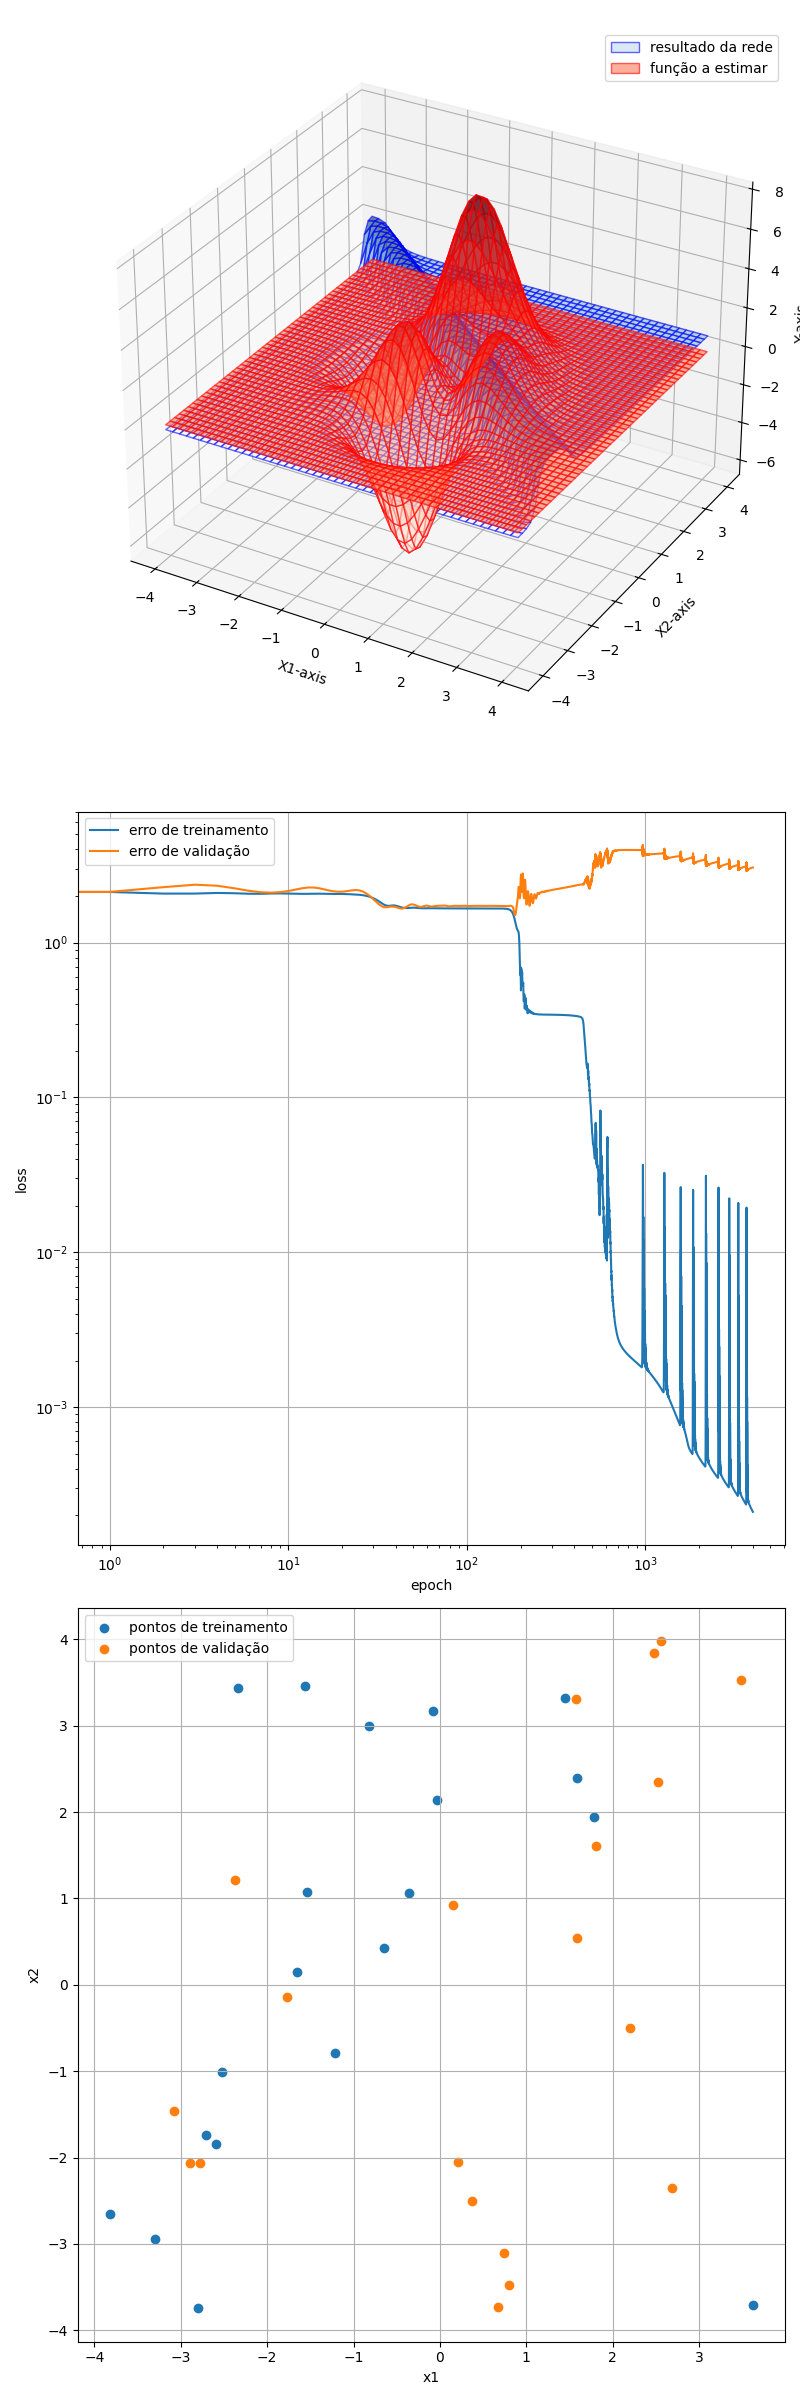 resultado da rede
função a estimar
8
6
4
2
0
−2
−4
−6
−4
−3
−2
−1
0
1
2
3
4
X1-axis
−4
−3
−2
−1
0
1
2
3
4
X2-axis
erro de treinamento
erro de validação
10⁰
10⁻¹
10⁻²
10⁻³
loss
10⁰ 10¹ 10² 10³
epoch
pontos de treinamento
pontos de validação
4
3
2
1
0
−1
−2
−3
−4
x2
−4 −3 −2 −1 0 1 2 3
x1